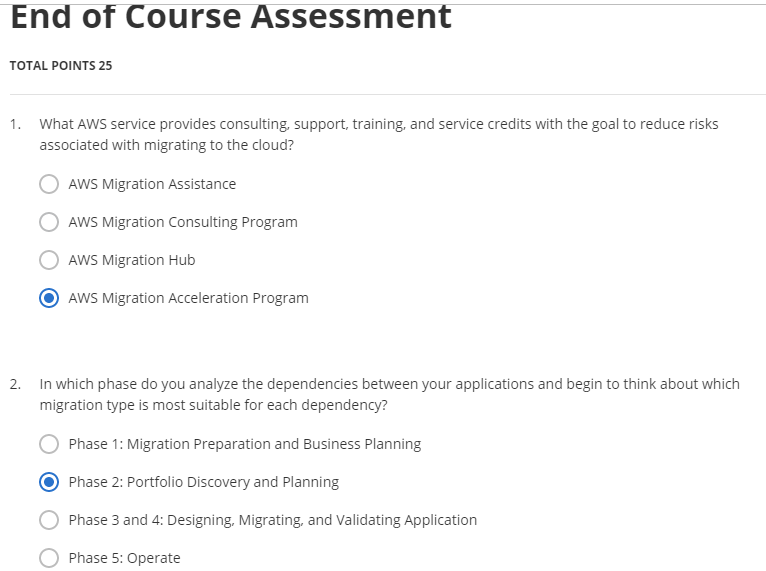 End of Course Assessment
TOTAL POINTS 25
1. What AWS service provides consulting, support, training, and service credits with the goal to reduce risks
associated with migrating to the cloud?
AWS Migration Assistance
AWS Migration Consulting Program
AWS Migration Hub
AWS Migration Acceleration Program
2. In which phase do you analyze the dependencies between your applications and begin to think about which
migration type is most suitable for each dependency?
Phase 1: Migration Preparation and Business Planning
Phase 2: Portfolio Discovery and Planning
Phase 3 and 4: Designing, Migrating, and Validating Application
Phase 5: Operate